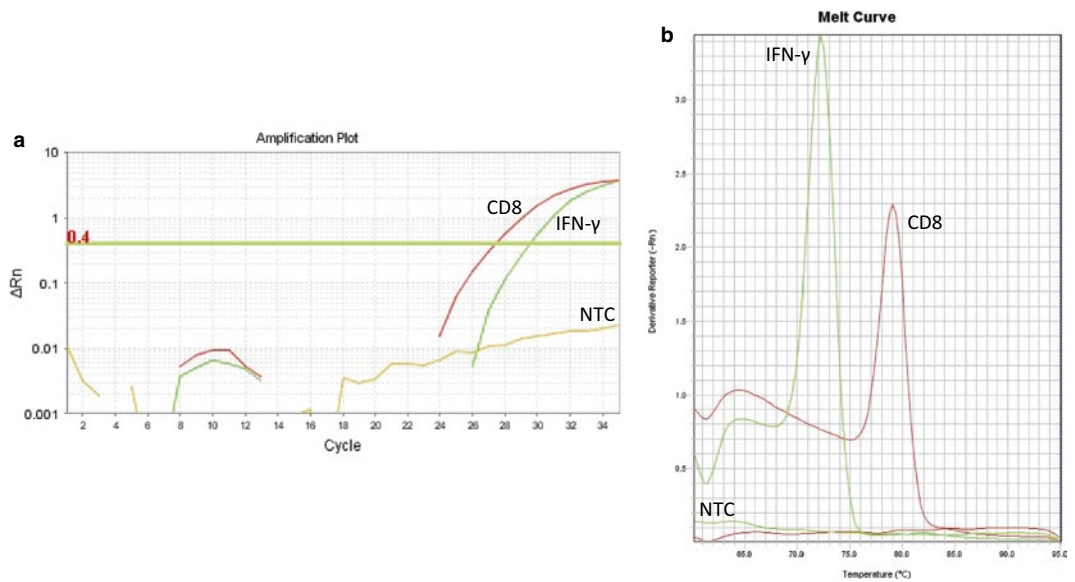 a
Amplification Plot
10
1
0.1
0.01
0.001
0.4
ΔRn
CD8
IFN-γ
NTC
2 4 6 8 10 12 14 16 18 20 22 24 26 28 30 32 34
Cycle
b
Melt Curve
IFN-γ
CD8
NTC
3.0
2.5
2.0
1.5
1.0
0.5
Derivative Reporter (-Rn)
65.0 70.0 75.0 80.0 85.0 90.0 95.0
Temperature (°C)